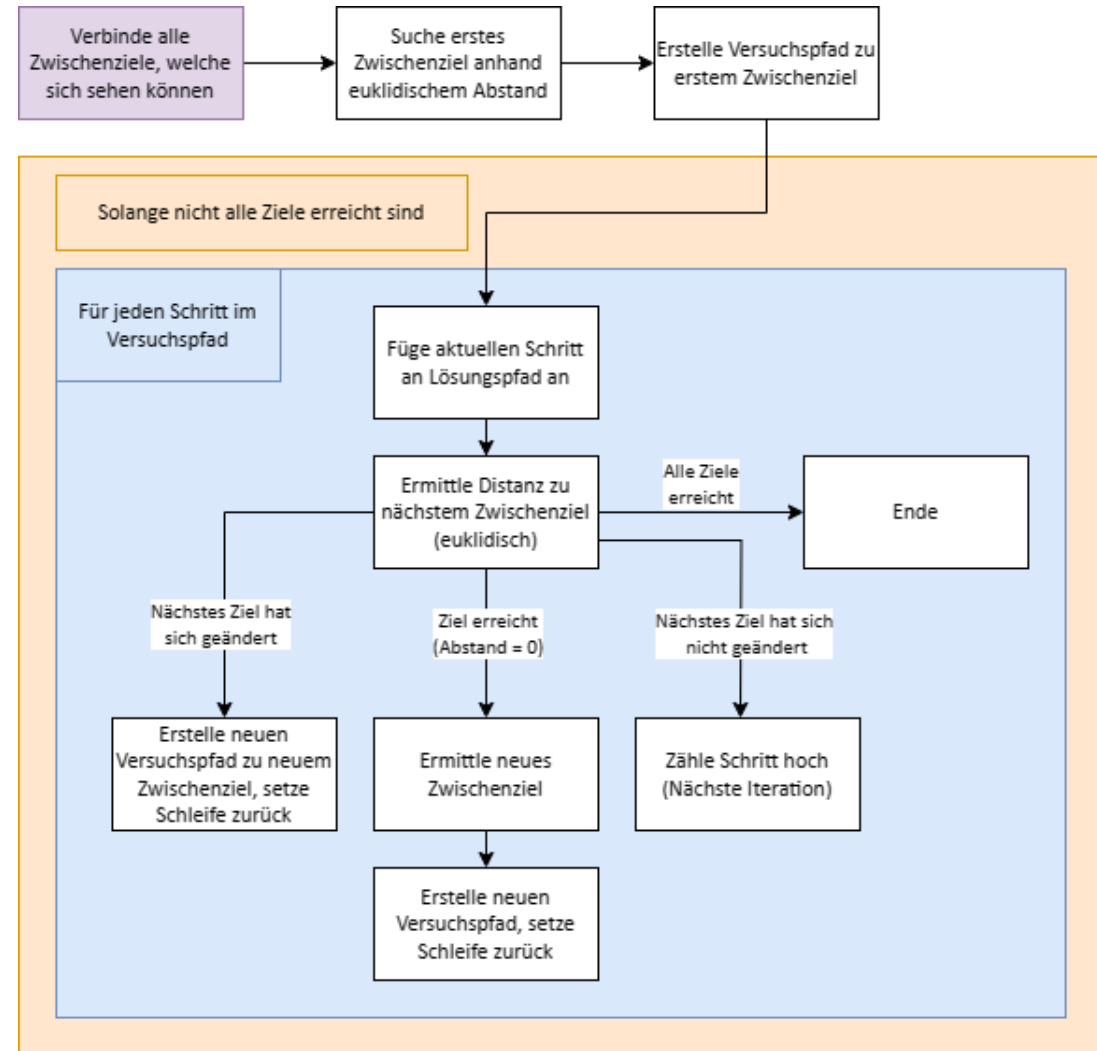 Verbinde alle
Zwischenziele, welche
sich sehen können
Suche erstes
Zwischenziel anhand
euklidischem Abstand
Erstelle Versuchspfad zu
erstem Zwischenziel
Solange nicht alle Ziele erreicht sind
Für jeden Schritt im
Versuchspfad
Füge aktuellen Schritt
an Lösungspfad an
Ermittle Distanz zu
nächstem Zwischenziel
(euklidisch)
Alle Ziele
erreicht
Ende
Nächstes Ziel hat
sich geändert
Ziel erreicht
(Abstand = 0)
Nächstes Ziel hat sich
nicht geändert
Erstelle neuen
Versuchspfad zu neuem
Zwischenziel, setze
Schleife zurück
Ermittle neues
Zwischenziel
Zähle Schritt hoch
(Nächste Iteration)
Erstelle neuen
Versuchspfad, setze
Schleife zurück